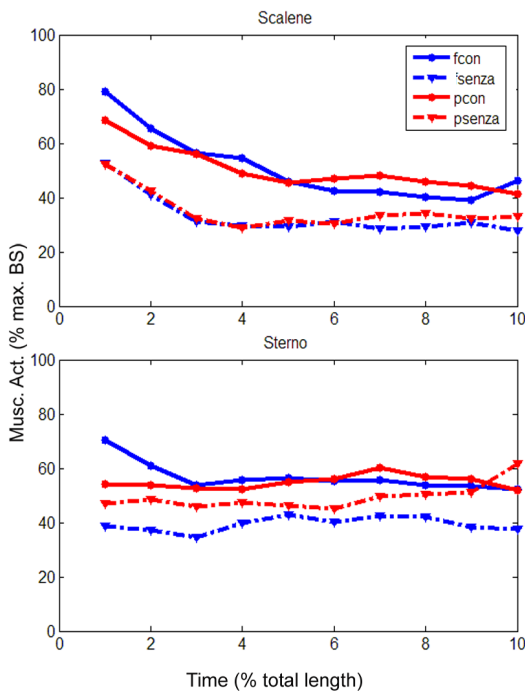 Scalene
100
80
60
40
20
0
fcon
fsenza
pcon
psenza
0 2 4 6 8 10
Musc. Act. (% max. BS)
Sterno
100
80
60
40
20
0
0 2 4 6 8 10
Time (% total length)